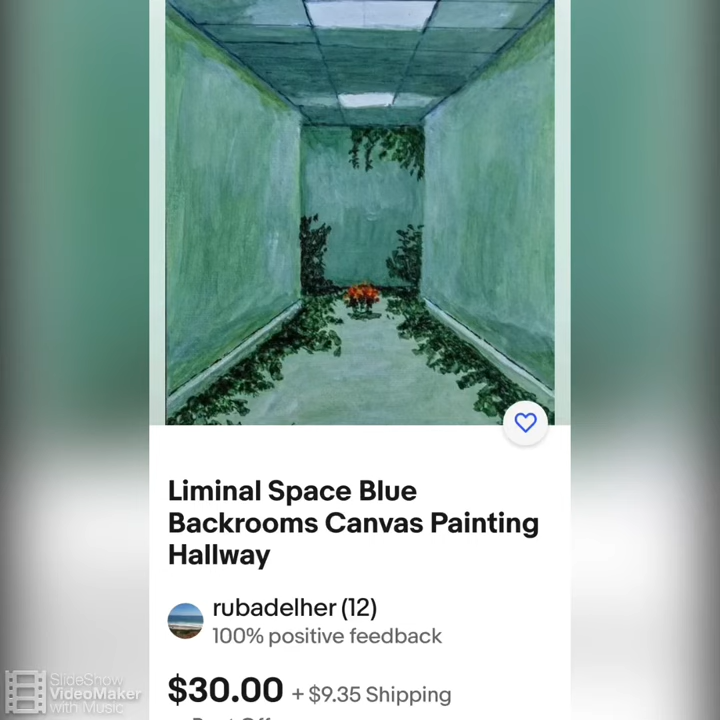 Liminal Space Blue
Backrooms Canvas Painting
Hallway
rubadelher (12)
100% positive feedback
$30.00 + $9.35 Shipping
SlideShow
VideoMaker
with Music